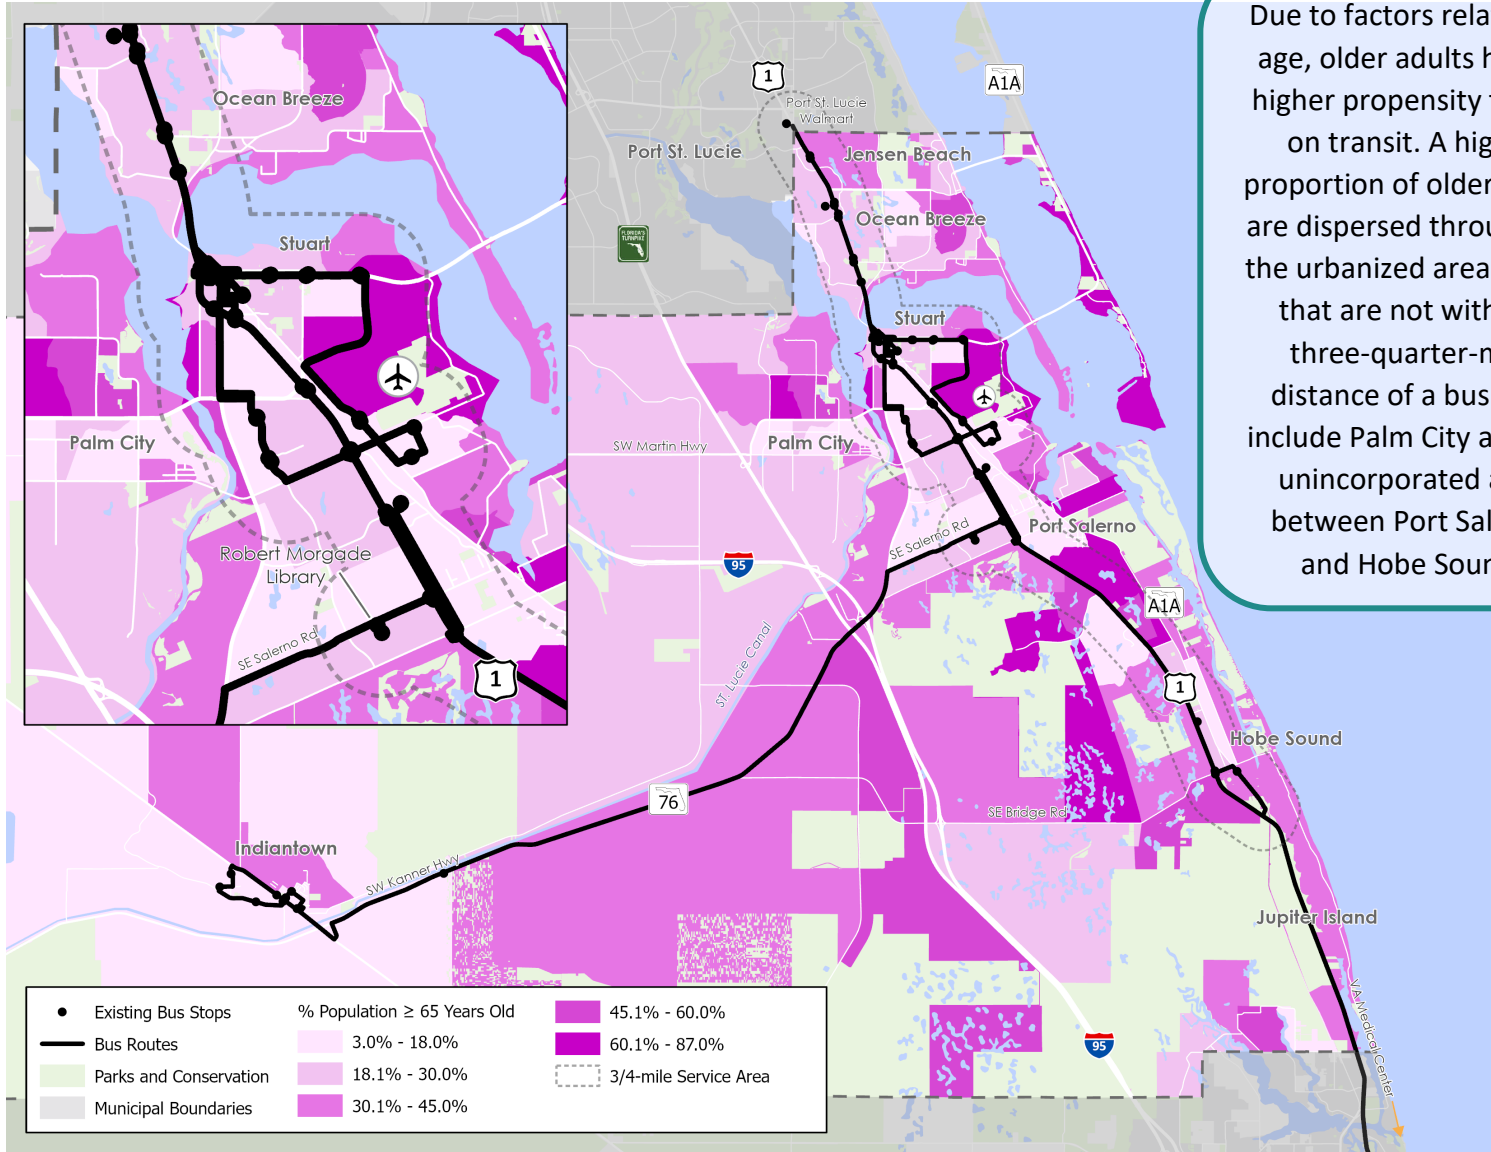 Due to factors rela
age, older adults h
higher propensity
on transit. A hig
proportion of older
are dispersed throu
the urbanized area
that are not with
three-quarter-m
distance of a bus
include Palm City a
unincorporated a
between Port Sal
and Hobe Soun
Ocean Breeze
Stuart
Palm City
Robert Morgade
Library
SE Salerno Rd
1
1
A1A
Port St. Lucie
Walmart
Port St. Lucie
Jensen Beach
Ocean Breeze
FLORIDA'S
TURNPIKE
Stuart
SW Martin Hwy
Palm City
SE Salerno Rd
Port Salerno
95
A1A
ST. Lucie Canal
1
Hobe Sound
76
SE Bridge Rd
Indiantown
SW Kanner Hwy
Jupiter Island
VA Medical Center
95
Existing Bus Stops
Bus Routes
Parks and Conservation
Municipal Boundaries
% Population ≥ 65 Years Old
3.0% - 18.0%
18.1% - 30.0%
30.1% - 45.0%
45.1% - 60.0%
60.1% - 87.0%
3/4-mile Service Area